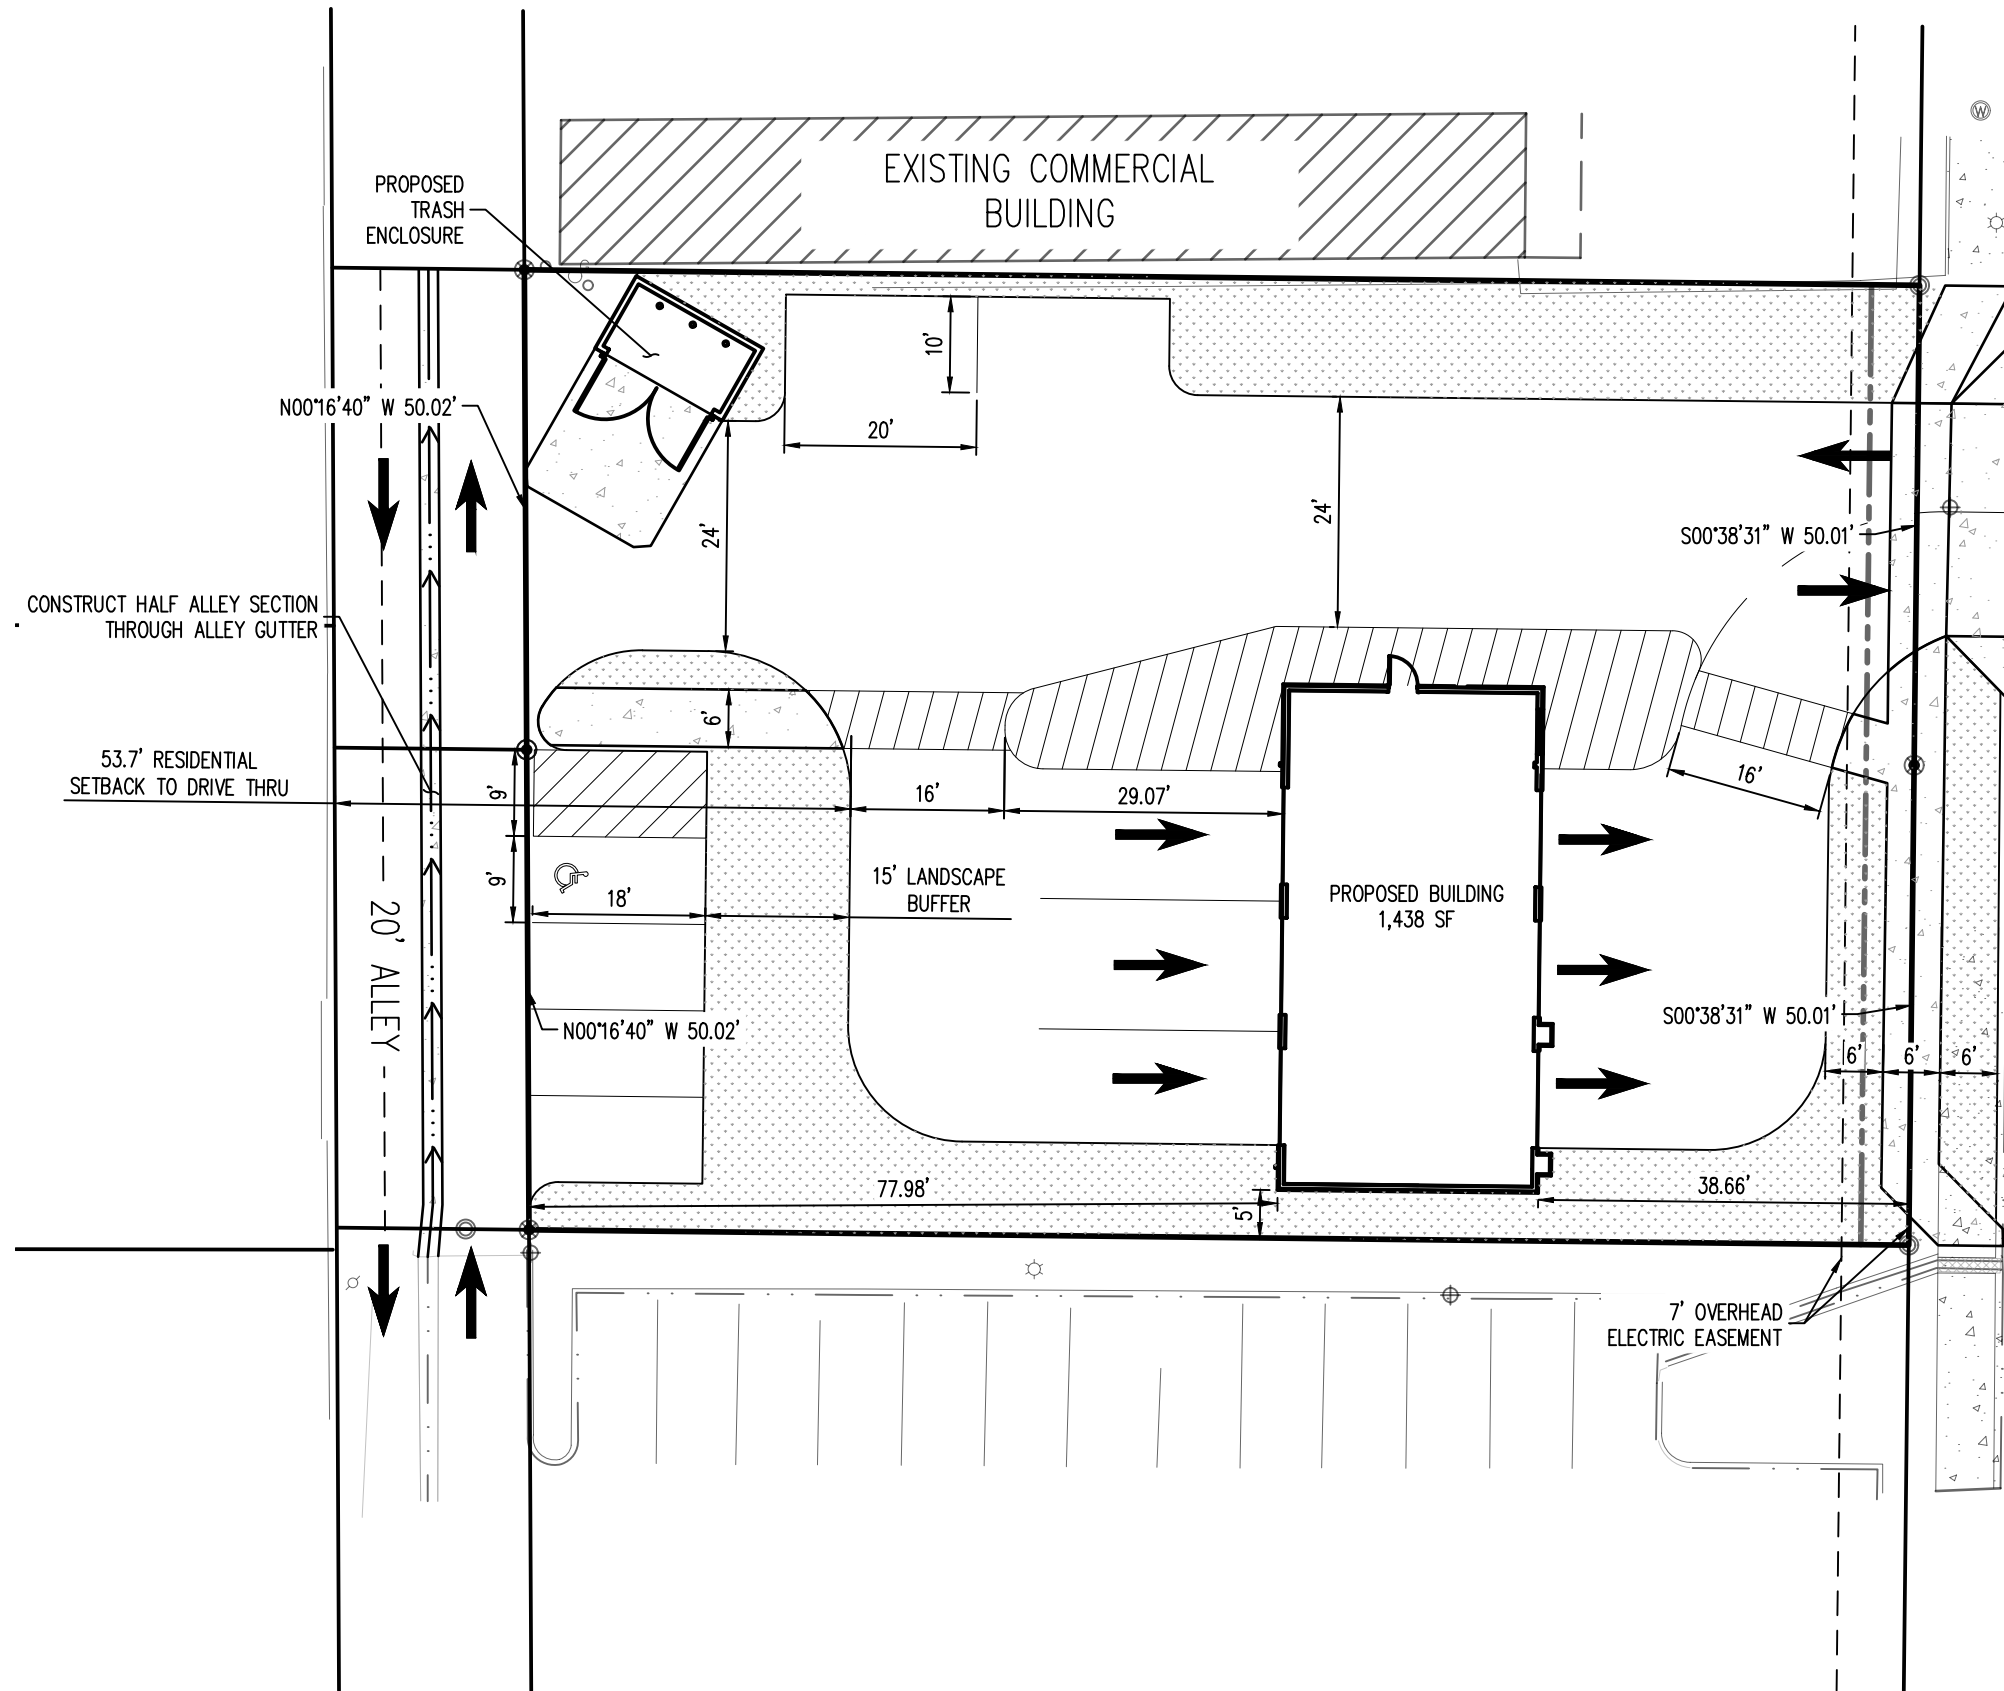 EXISTING COMMERCIAL
BUILDING
W
PROPOSED
TRASH
ENCLOSURE
10'
N00°16'40" W 50.02'
20'
24'
24'
S00°38'31" W 50.01'
CONSTRUCT HALF ALLEY SECTION
THROUGH ALLEY GUTTER
6'
53.7' RESIDENTIAL
SETBACK TO DRIVE THRU
9'
16'
29.07'
16'
9'
18'
15' LANDSCAPE
BUFFER
PROPOSED BUILDING
1,438 SF
20' ALLEY
N00°16'40" W 50.02'
S00°38'31" W 50.01'
6'
6'
6'
77.98'
5'
38.66'
7' OVERHEAD
ELECTRIC EASEMENT